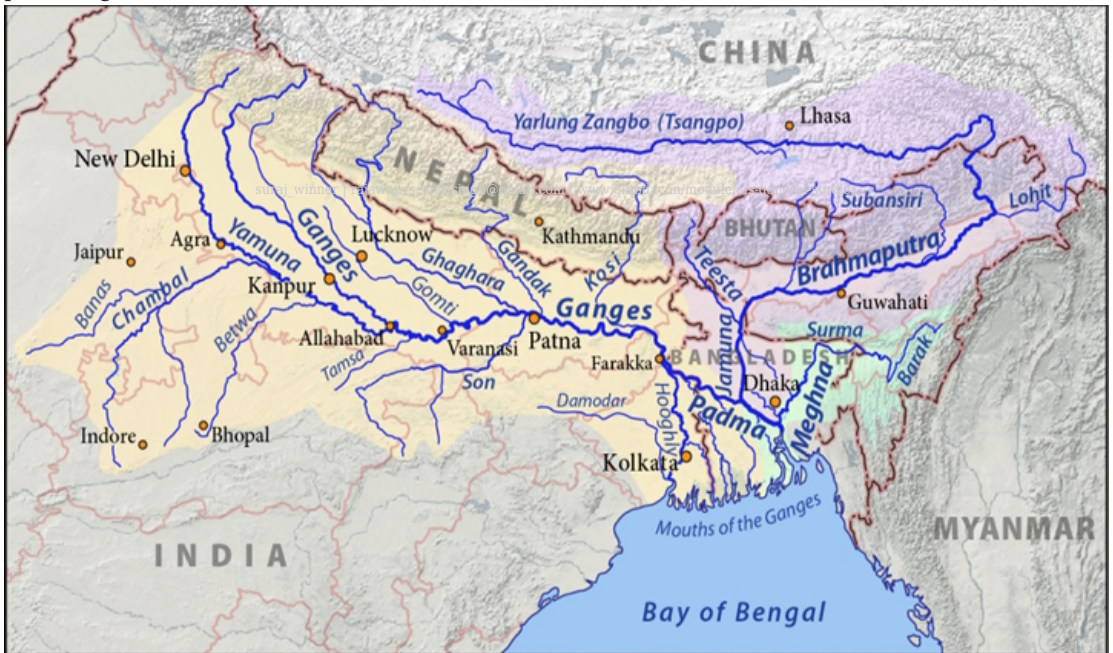 CHINA
Yarlung Zangbo (Tsangpo)
Lhasa
New Delhi
NEPAL
Subansiri
Lohit
BHUTAN
Agra
Yamuna
Ganges
Lucknow
Kathmandu
Teesta
Brahmaputra
Jaipur
Ghaghara
Gandak
Kosi
Kanpur
Gomti
Guwahati
Banas
Chambal
Betwa
Ganges
Allahabad
Varanasi
Patna
Jamuna
Surma
Tamsa
Farakka
BANGLADESH
Barak
Son
Dhaka
Meghna
Damodar
Hooghly
Padma
Indore
Bhopal
Kolkata
Mouths of the Ganges
INDIA
MYANMAR
Bay of Bengal